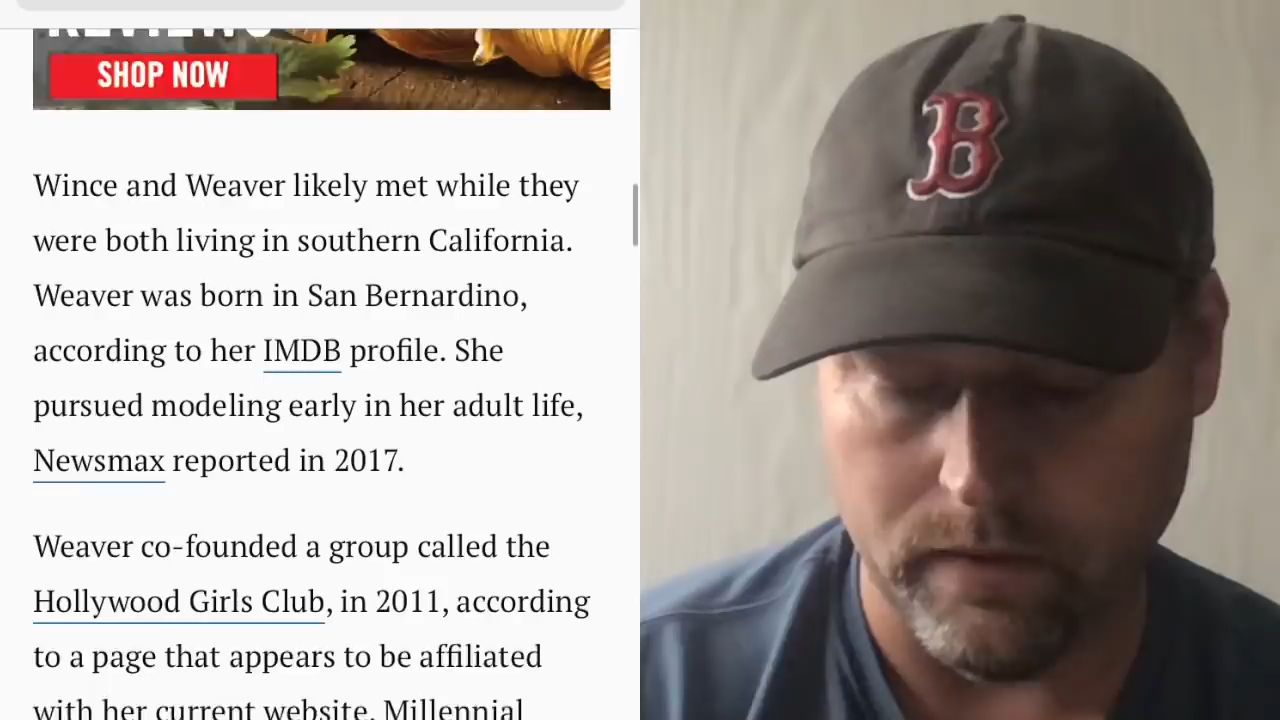 REVIEWS
SHOP NOW
Wince and Weaver likely met while they
were both living in southern California.
Weaver was born in San Bernardino,
according to her IMDB profile. She
pursued modeling early in her adult life,
Newsmax reported in 2017.
Weaver co-founded a group called the
Hollywood Girls Club, in 2011, according
to a page that appears to be affiliated
with her current website, Millennial
B